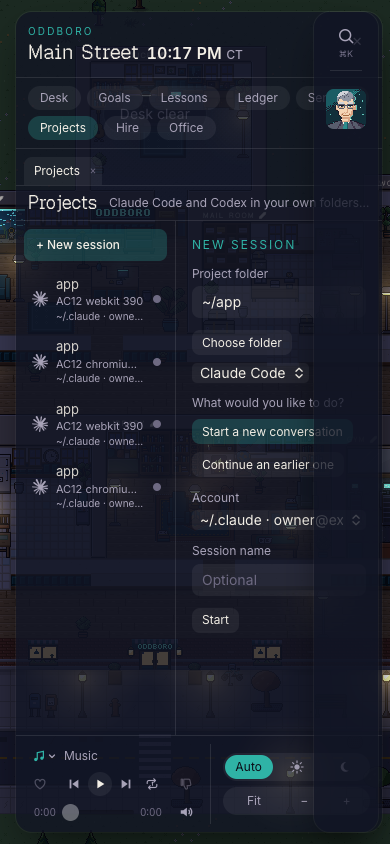 ODDBORO
Main Street 10:17 PM CT
⌘K
Desk Goals Lessons Ledger
Desk clear
Projects Hire Office
Projects ×
Projects Claude Code and Codex in your own folders...
ODDBORO
MAIL ROOM
+ New session
NEW SESSION
app
AC12 webkit 390
~/.claude · owne...
app
AC12 chromiu...
~/.claude · owne...
app
AC12 webkit 390
~/.claude · owne...
app
AC12 chromiu...
~/.claude · owne...
Project folder
~/app
Choose folder
Claude Code
What would you like to do?
Start a new conversation
Continue an earlier one
Account
~/.claude · owner@ex
Session name
Optional
Start
ODDBORO
Music
0:00 0:00
Auto
Fit − +